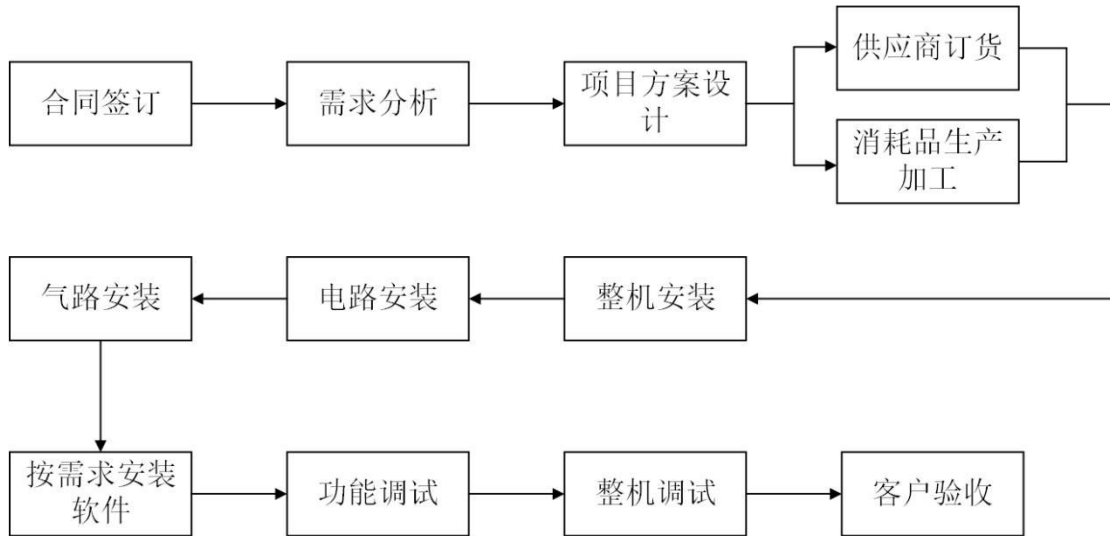 合同签订
需求分析
项目方案设
计
供应商订货
消耗品生产
加工
整机安装
电路安装
气路安装
按需求安装
软件
功能调试
整机调试
客户验收